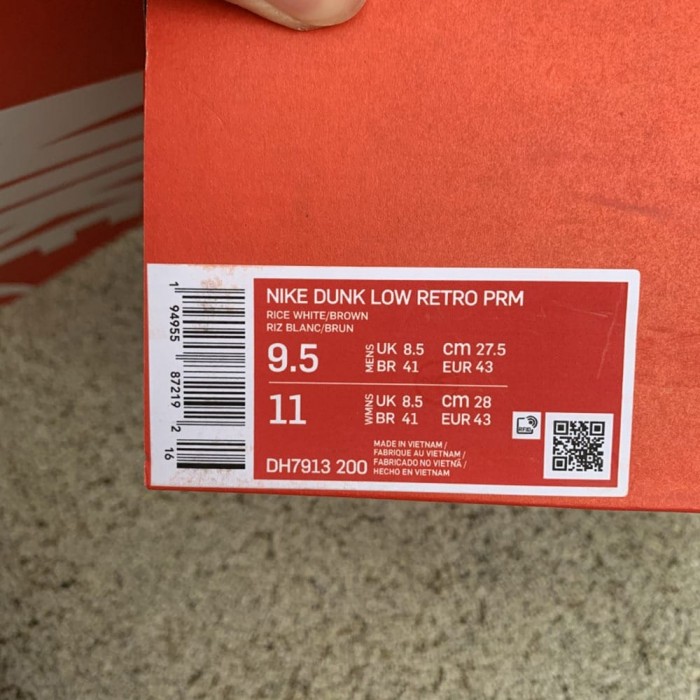 NIKE DUNK LOW RETRO PRM
RICE WHITE/BROWN
RIZ BLANC/BRUN
9.5 MENS UK 8.5 cm 27.5
BR 41 EUR 43
11 WMNS UK 8.5 cm 28
BR 41 EUR 43
RFID
MADE IN VIETNAM /
FABRIQUE AU VIETNAM /
FABRICADO NO VIETNÃ /
HECHO EN VIETNAM
DH7913 200
1 94955 87219 2 16